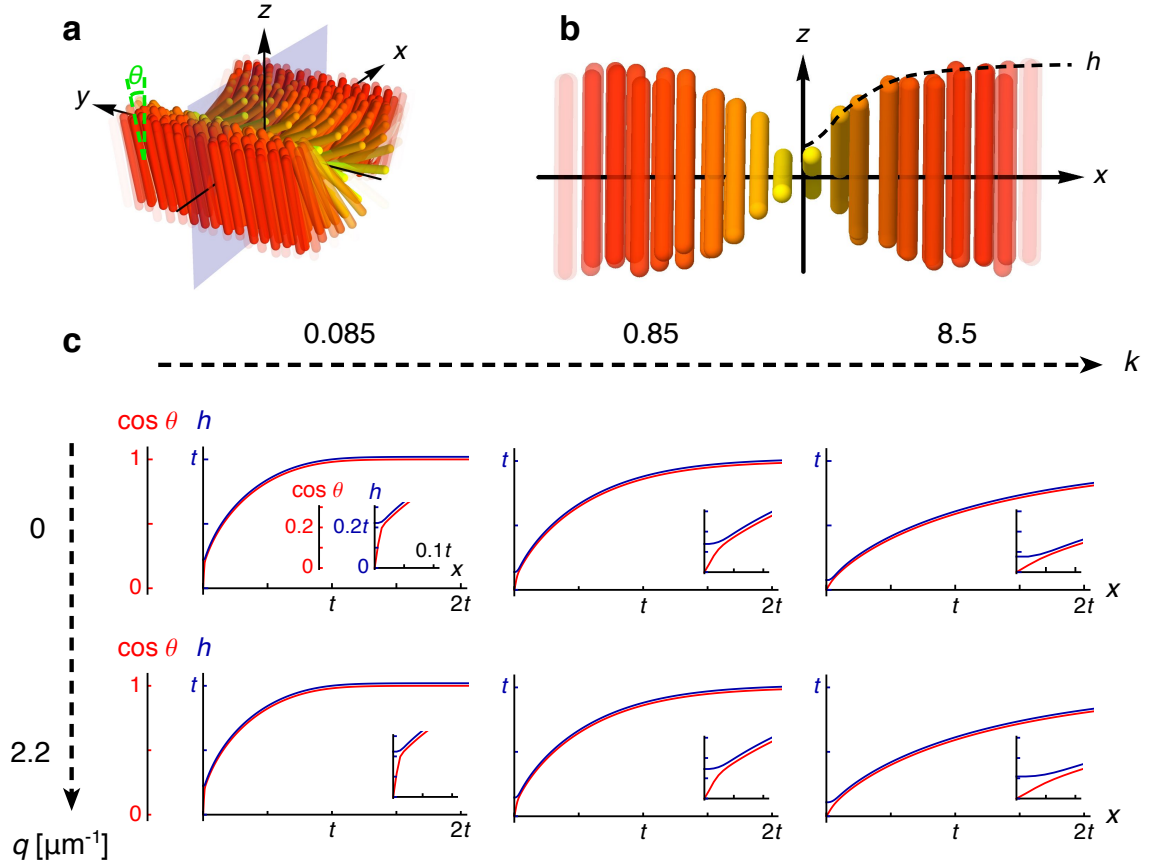 a
z
x
θ
y
b
z
h
x
c
0.085 0.85 8.5
k
cos θ h
1 t t t
cos θ h
0.2 0.2t
0.1t
0 0 x
0
0 t 2t t 2t t 2t x
cos θ h
1 t t t
2.2
0 t 2t t 2t t 2t x
q [μm⁻¹]